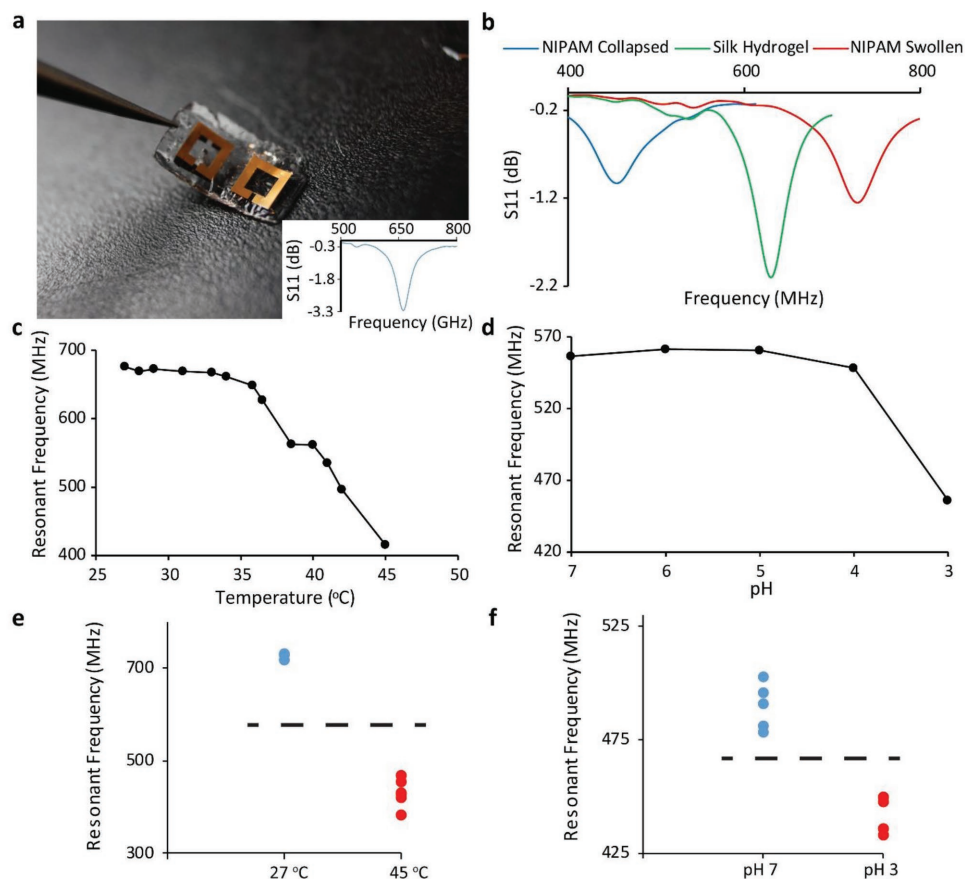 a
500 650 800
-0.3
-1.8
-3.3
S11 (dB)
Frequency (GHz)
b
NIPAM Collapsed Silk Hydrogel NIPAM Swollen
400 600 800
-0.2
-1.2
-2.2
S11 (dB)
Frequency (MHz)
c
700
600
500
400
Resonant Frequency (MHz)
25 30 35 40 45 50
Temperature (°C)
d
570
520
470
420
Resonant Frequency (MHz)
7 6 5 4 3
pH
e
700
500
300
Resonant Frequency (MHz)
27 °C 45 °C
f
525
475
425
Resonant Frequency (MHz)
pH 7 pH 3